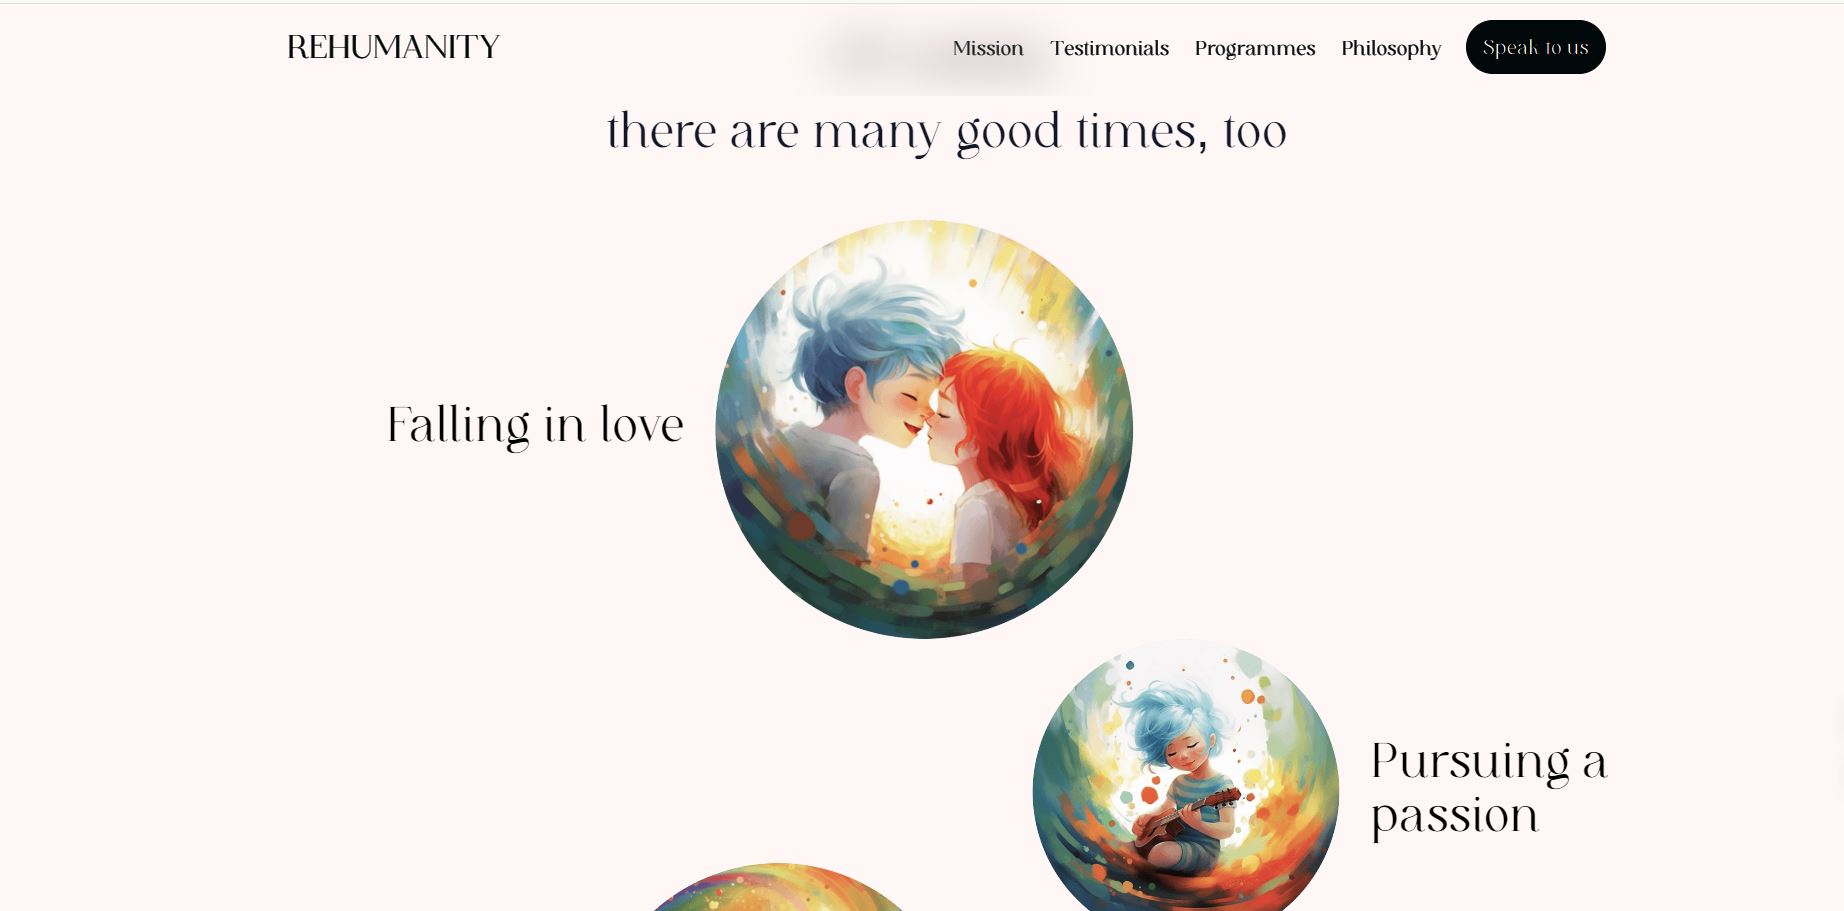 REHUMANITY
Mission Testimonials Programmes Philosophy Speak to us
there are many good times, too
Falling in love
Pursuing a
passion